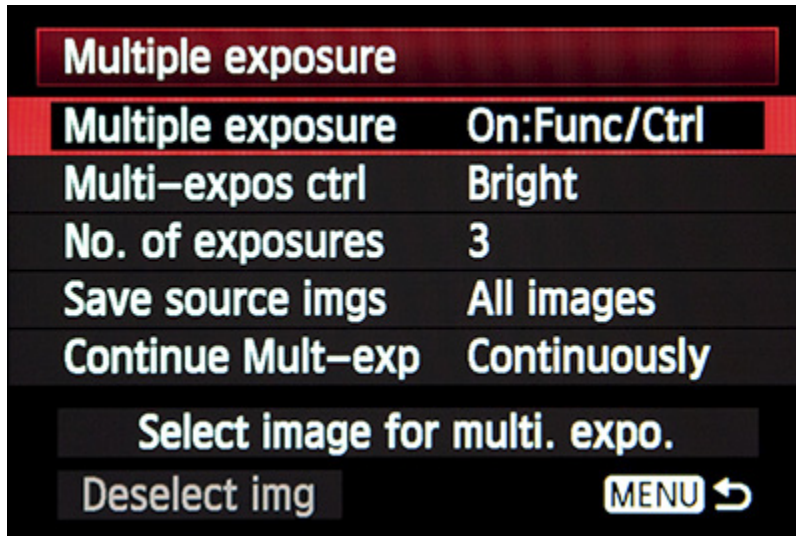 Multiple exposure
Multiple exposure On:Func/Ctrl
Multi-expos ctrl Bright
No. of exposures 3
Save source imgs All images
Continue Mult-exp Continuously
Select image for multi. expo.
Deselect img MENU